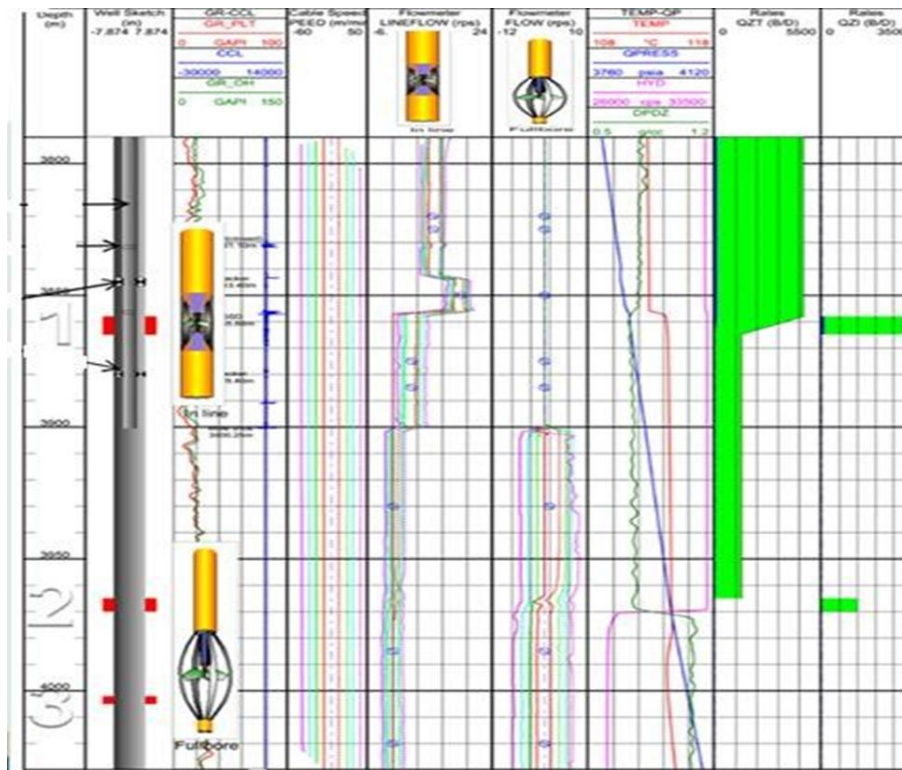 Depth
(m)
Well Sketch
(in)
-7.874 7.874
GR-CCL
GR_PLT
0 GAPI 100
CCL
-30000 14000
GR_OH
0 GAPI 150
Cable Speed
-60 50
Flowmeter
LINEFLOW (rps)
-6. 24
In line
Flowmeter
FLOW (rps)
-12 10
Fullbore
TEMP-QP
TEMP
108 °C 118
QPRESS
3760 psia 4120
HYD
26000 cps 33500
DPDZ
0.5 1.2
Rates
QZT (B/D)
0 5500
Rates
QZI (B/D)
0 3500
3800
1
In line
3900
3950
2
4000
3
Fullbore